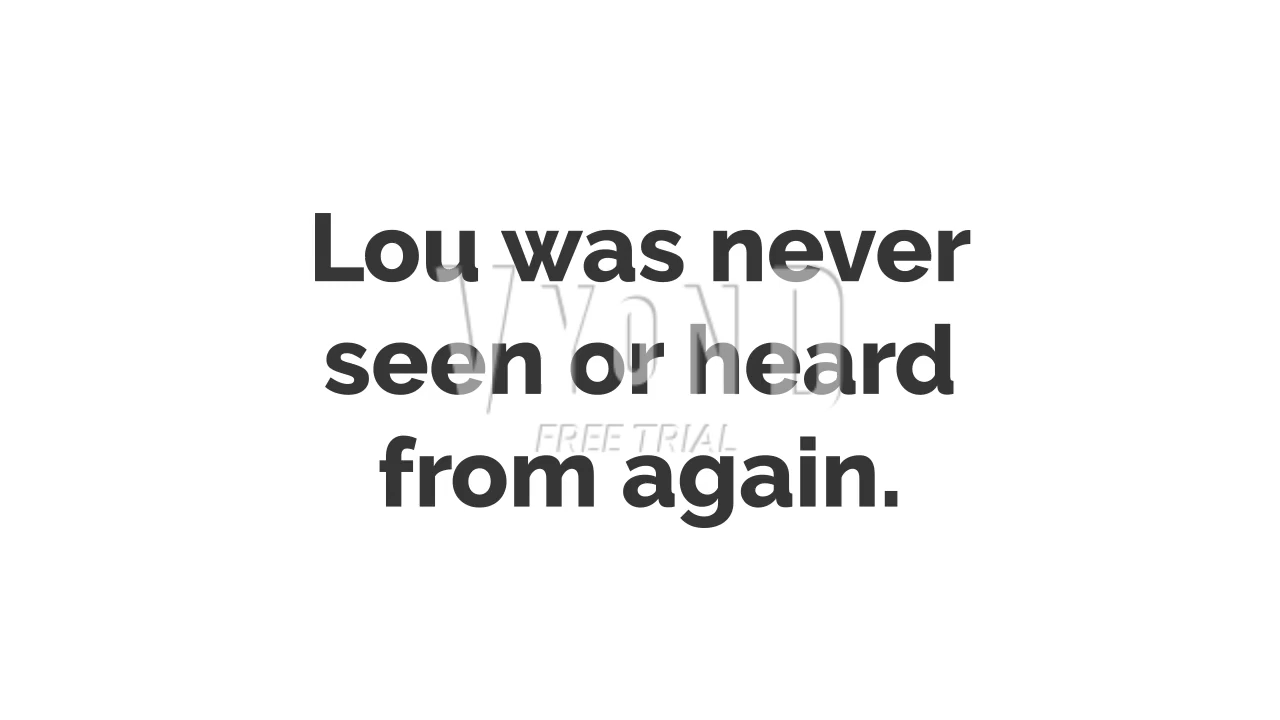 Lou was never
VYOND
seen or heard
FREE TRIAL
from again.